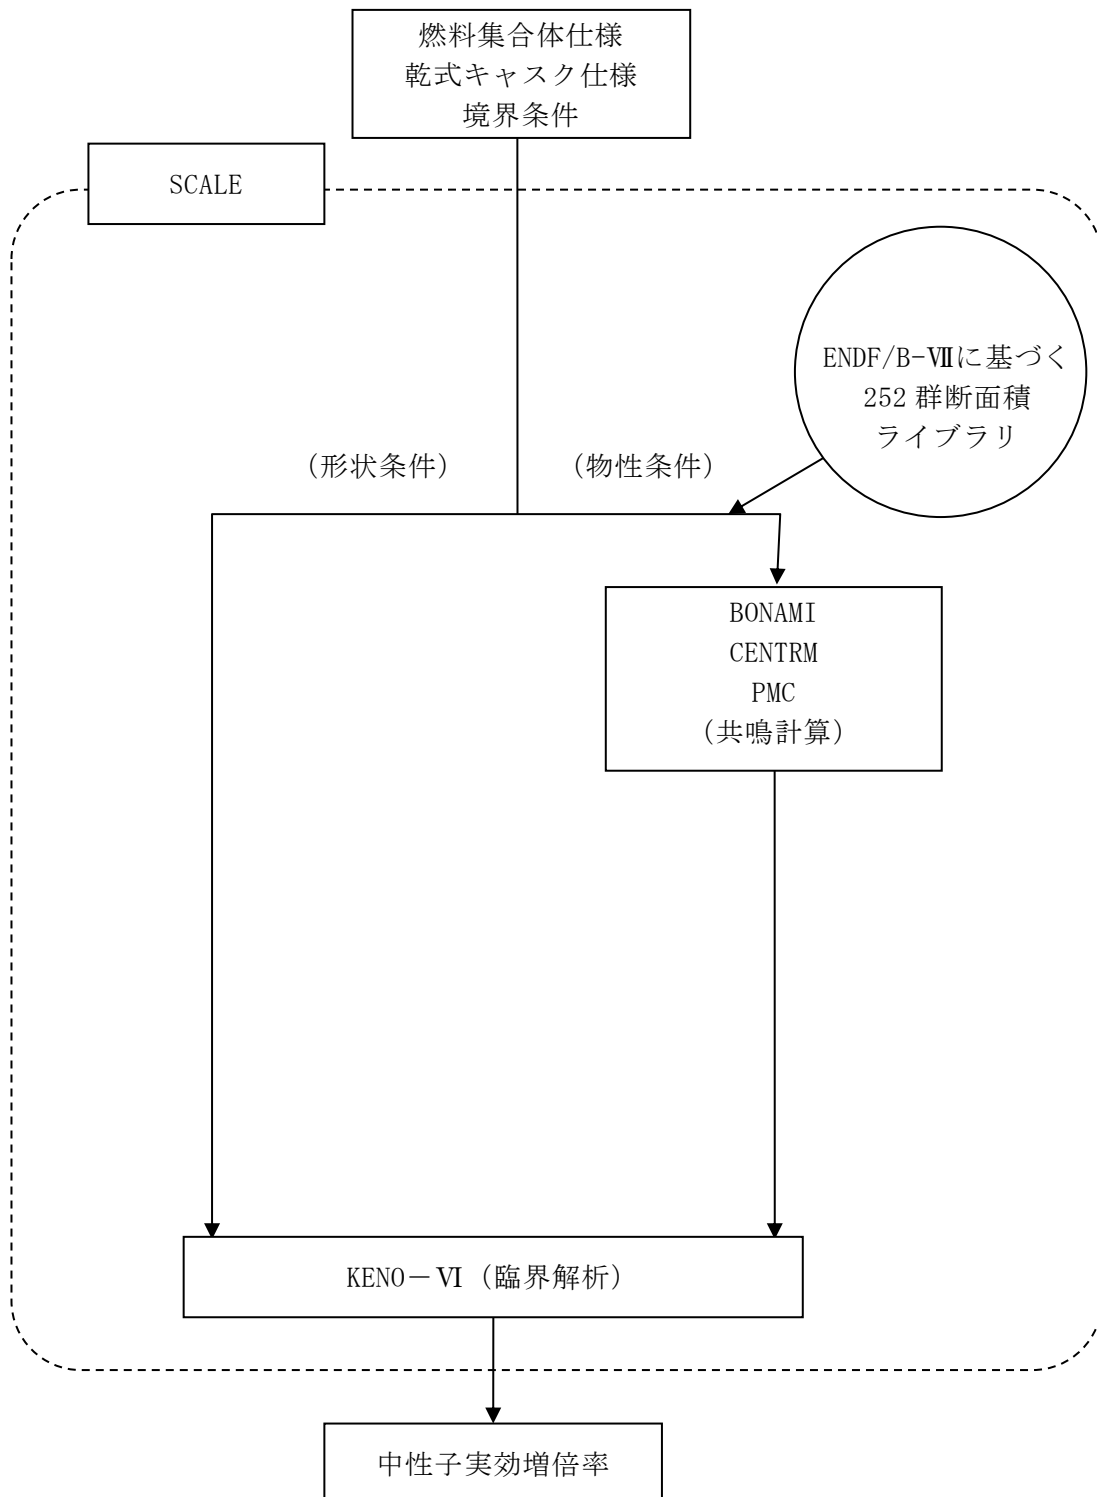 燃料集合体仕様
乾式キャスク仕様
境界条件
SCALE
ENDF/B-Ⅶに基づく
252 群断面積
ライブラリ
（形状条件）
（物性条件）
BONAMI
CENTRM
PMC
（共鳴計算）
KENO－Ⅵ（臨界解析）
中性子実効増倍率